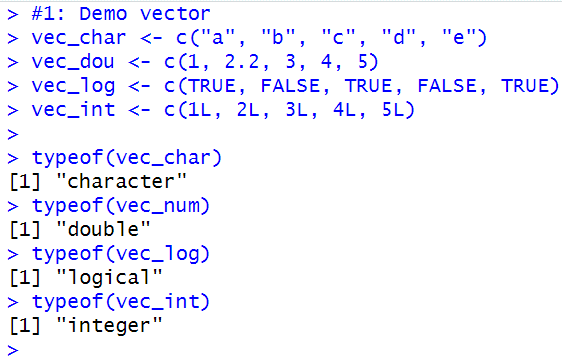 > #1: Demo vector
> vec_char <- c("a", "b", "c", "d", "e")
> vec_dou <- c(1, 2.2, 3, 4, 5)
> vec_log <- c(TRUE, FALSE, TRUE, FALSE, TRUE)
> vec_int <- c(1L, 2L, 3L, 4L, 5L)
>
> typeof(vec_char)
[1] "character"
> typeof(vec_num)
[1] "double"
> typeof(vec_log)
[1] "logical"
> typeof(vec_int)
[1] "integer"
>